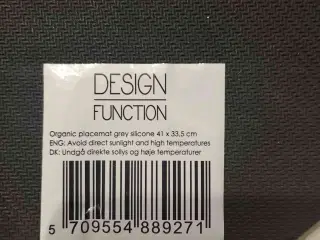 DESIGN
FUNCTION
Organic placemat grey silicone 41 x 33,5 cm
ENG: Avoid direct sunlight and high temperatures
DK: Undgå direkte sollys og høje temperaturer
5 709554 889271